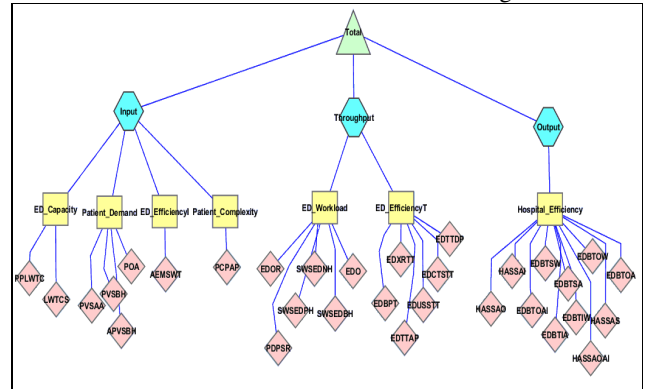 Total
Input
Throughput
Output
ED_Capacity
Patient_Demand
ED_EfficiencyI
Patient_Complexity
ED_Workload
ED_EfficiencyT
Hospital_Efficiency
PPLWTC
LWTCS
PVSAA
PVSBH
APVSBH
POA
AEMSWT
PCPAP
EDOR
PDPSR
SWSEDPH
SWSEDNH
SWSEDBH
EDO
EDBPT
EDXRTT
EDTTAP
EDUSSTT
EDCTSTT
EDTTDP
HASSAO
HASSAI
EDBTOAI
EDBTSW
EDBTIA
EDBTSA
EDBTIW
EDBTOW
HASSAOAI
HASSAS
EDBTOA